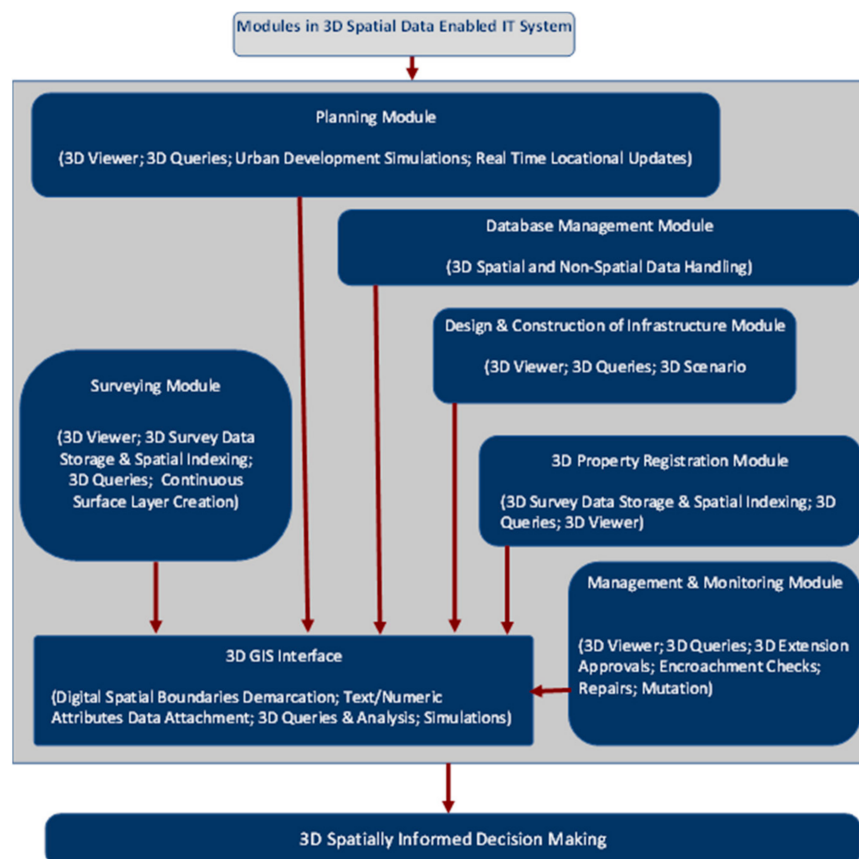 Modules in 3D Spatial Data Enabled IT System
Planning Module
(3D Viewer; 3D Queries; Urban Development Simulations; Real Time Locational Updates)
Database Management Module
(3D Spatial and Non-Spatial Data Handling)
Design & Construction of Infrastructure Module
(3D Viewer; 3D Queries; 3D Scenario
Surveying Module
(3D Viewer; 3D Survey Data
Storage & Spatial Indexing;
3D Queries; Continuous
Surface Layer Creation)
3D Property Registration Module
(3D Survey Data Storage & Spatial Indexing; 3D
Queries; 3D Viewer)
Management & Monitoring Module
(3D Viewer; 3D Queries; 3D Extension
Approvals; Encroachment Checks;
Repairs; Mutation)
3D GIS Interface
(Digital Spatial Boundaries Demarcation; Text/Numeric
Attributes Data Attachment; 3D Queries & Analysis; Simulations)
3D Spatially Informed Decision Making